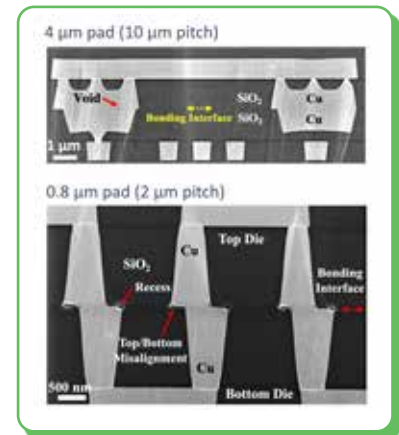 4 μm pad (10 μm pitch)
Void
SiO₂
Cu
Bonding Interface
SiO₂
Cu
1 μm
0.8 μm pad (2 μm pitch)
Cu
Top Die
SiO₂
Bonding
Interface
Recess
Top/Bottom
Misalignment
Cu
500 nm
Bottom Die